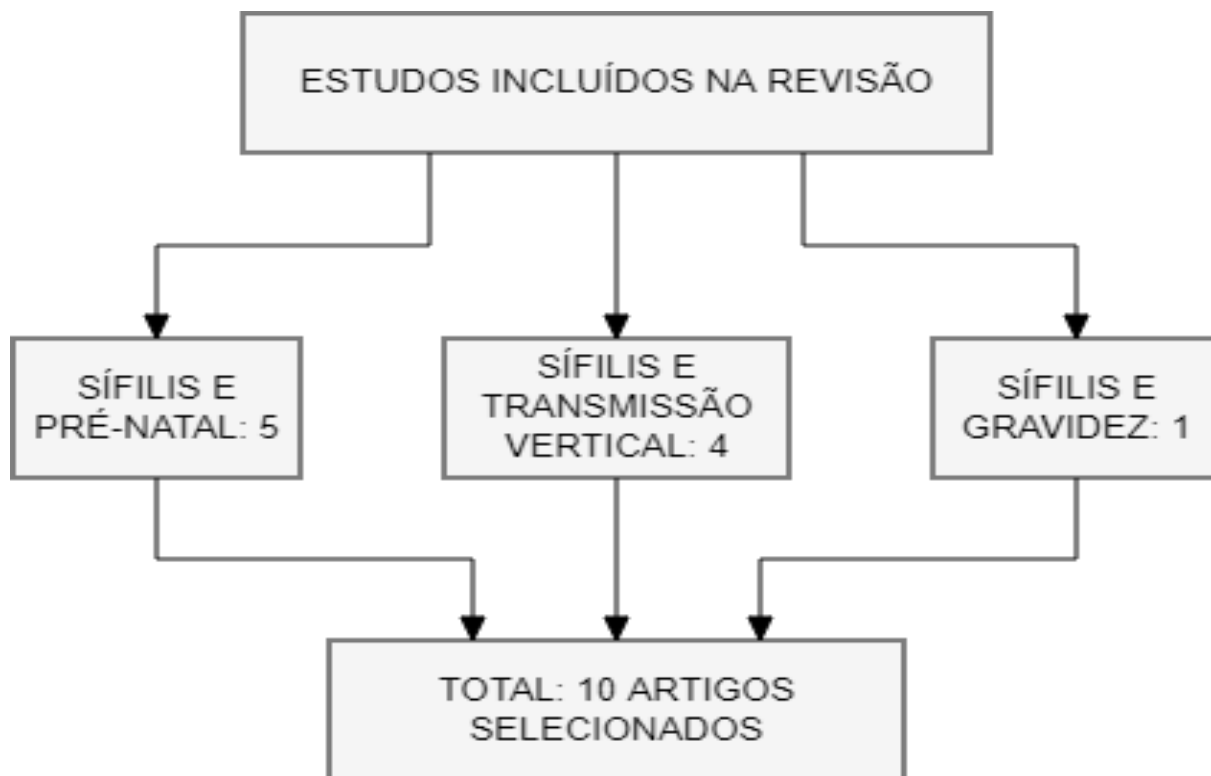 ESTUDOS INCLUÍDOS NA REVISÃO
SÍFILIS E
PRÉ-NATAL: 5
SÍFILIS E
TRANSMISSÃO
VERTICAL: 4
SÍFILIS E
GRAVIDEZ: 1
TOTAL: 10 ARTIGOS
SELECIONADOS